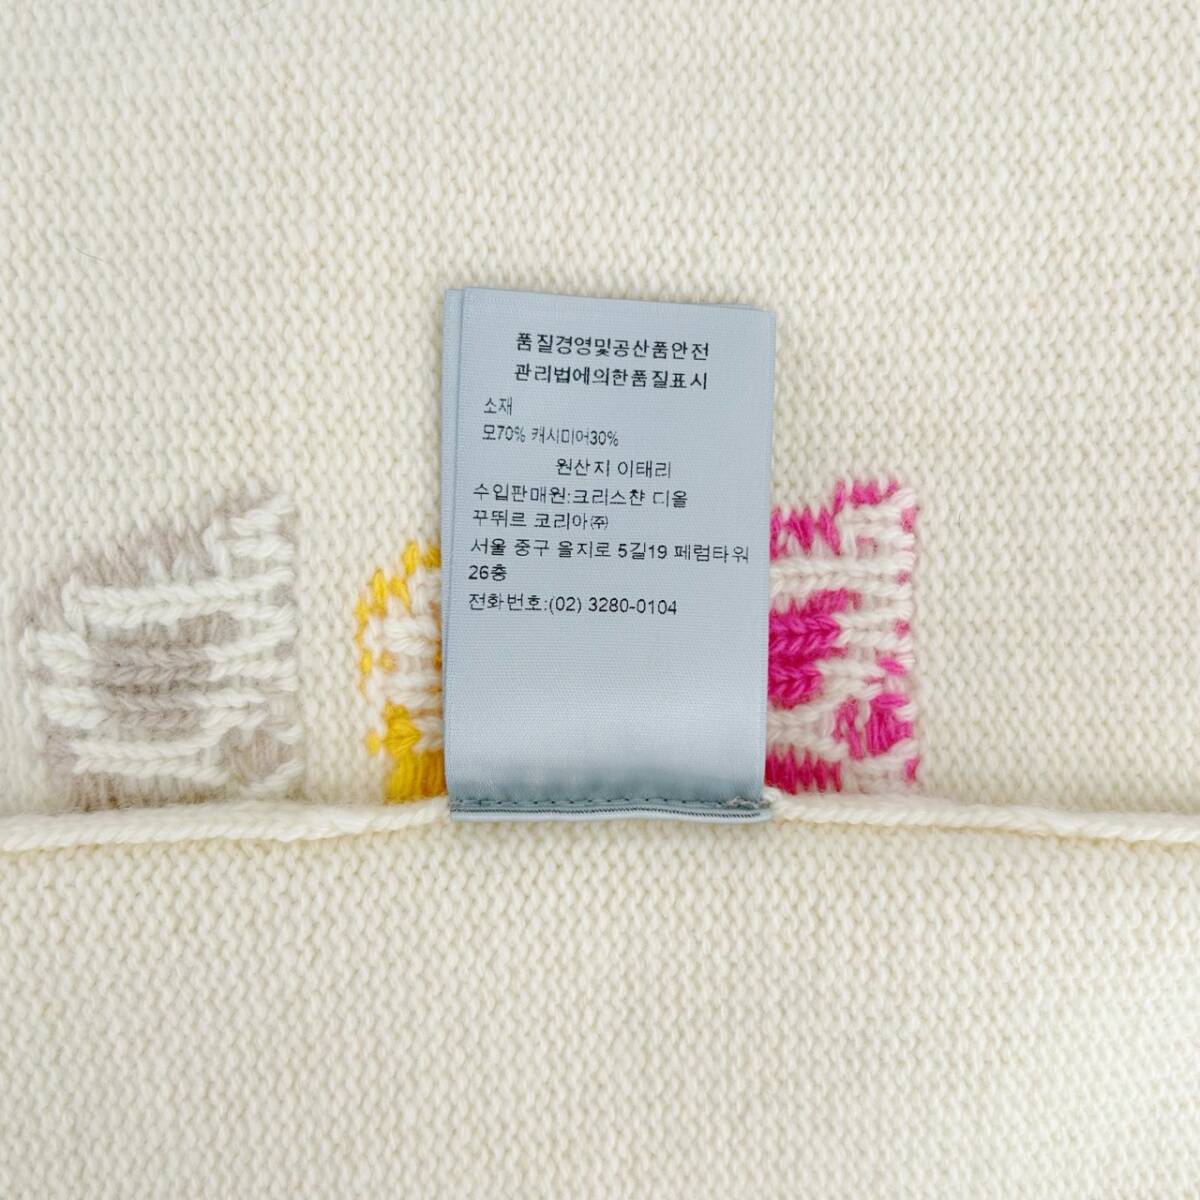 품질경영및공산품안전
관리법에의한품질표시
소재
모70% 캐시미어30%
원산지 이태리
수입판매원:크리스챤 디올
꾸뛰르 코리아㈜
서울 중구 을지로 5길19 페럼타워
26층
전화번호:(02) 3280-0104